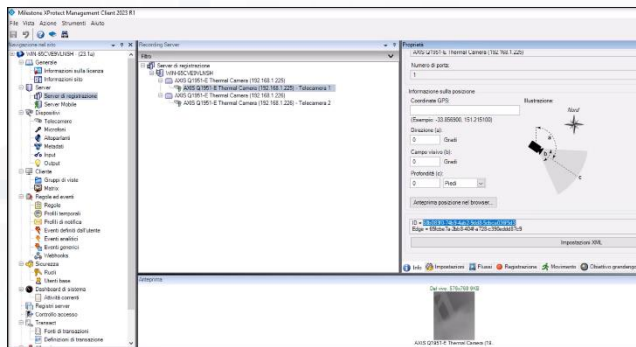 Milestone XProtect Management Client 2023 R1
File Vista Azione Strumenti Aiuto
Navigazione nel sito
(23.1a)
Generale
Informazioni sulla licenza
Informazioni sito
Server
Server di registrazione
Server Mobile
Dispositivi
Telecamere
Microfoni
Altoparlanti
Metadati
Input
Output
Cliente
Gruppi di viste
Matrix
Regole ed eventi
Regole
Profili temporali
Profili di notifica
Eventi definiti dall'utente
Eventi analitici
Eventi generici
Webhooks
Sicurezza
Ruoli
Utenti base
Dashboard di sistema
Attività correnti
Registri server
Controllo accesso
Transact
Fonti di transazioni
Definizioni di transazione
Recording Server
Filtro
Server di registrazione
AXIS Q1951-E Thermal Camera (192.168.1.225)
AXIS Q1951-E Thermal Camera (192.168.1.225) - Telecamera 1
AXIS Q1951-E Thermal Camera (192.168.1.226)
AXIS Q1951-E Thermal Camera (192.168.1.226) - Telecamera 2
Anteprima
AXIS Q1951-E Thermal Camera (19...
Proprietà
AXIS Q1951-E Thermal Camera (192.168.1.225)
Numero di porta:
1
Informazione sulla posizione
Coordinate GPS: Illustrazione:
Nord
(Esempio: -33.856900, 151.215100)
Direzione (a):
0 Gradi
Campo visivo (b):
0 Gradi
Profondità (c):
0 Piedi
a
b
c
Anteprima posizione nel browser...
ID =
Edge =
Impostazioni XML
Info Impostazioni Flussi Registrazione Movimento Obiettivo grandango